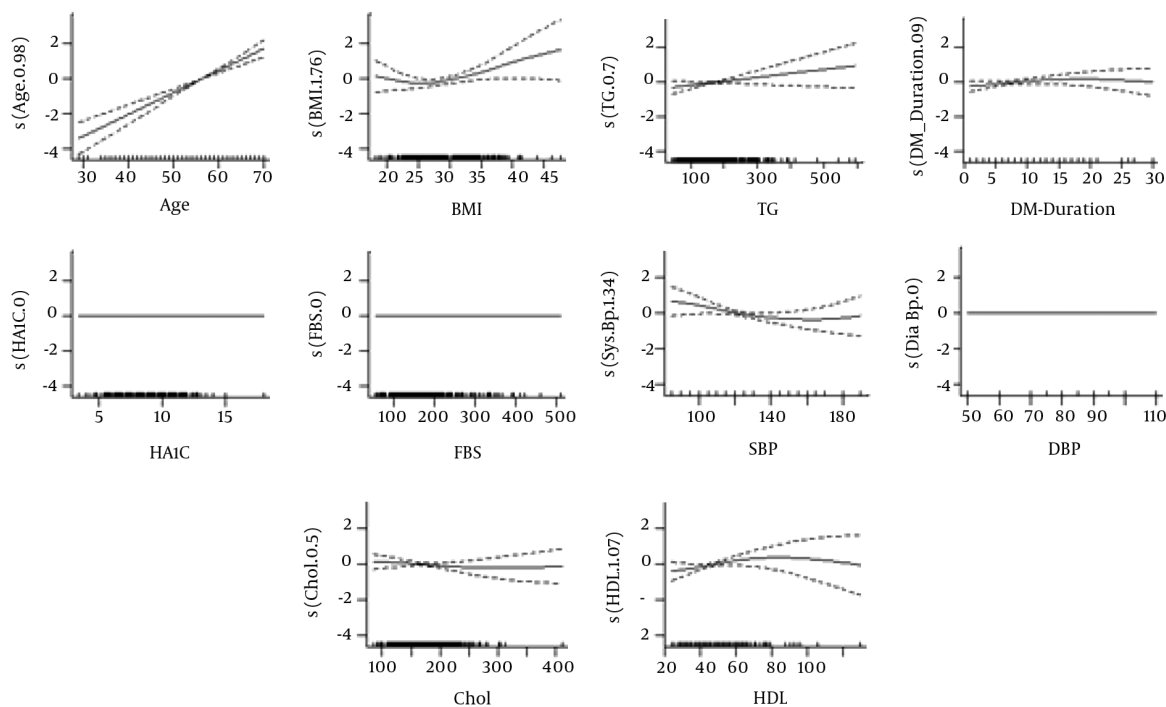 s (Age.0.98)
2
0
-2
-4
30 40 50 60 70
Age
s (BMI.1.76)
2
0
-2
-4
20 25 30 35 40 45
BMI
s (TG.0.7)
2
0
-2
-4
100 300 500
TG
s (DM_Duration.09)
2
0
-2
-4
0 5 10 15 20 25 30
DM-Duration
s (HA1C.0)
2
0
-2
-4
5 10 15
HA1C
s (FBS.0)
2
0
-2
-4
100 200 300 400 500
FBS
s (Sys.Bp.1.34)
2
0
-2
-4
100 140 180
SBP
s (Dia Bp.0)
2
0
-2
-4
50 60 70 80 90 110
DBP
s (Chol.0.5)
2
0
-2
-4
100 200 300 400
Chol
s (HDL.1.07)
2
0
-
2
20 40 60 80 100
HDL